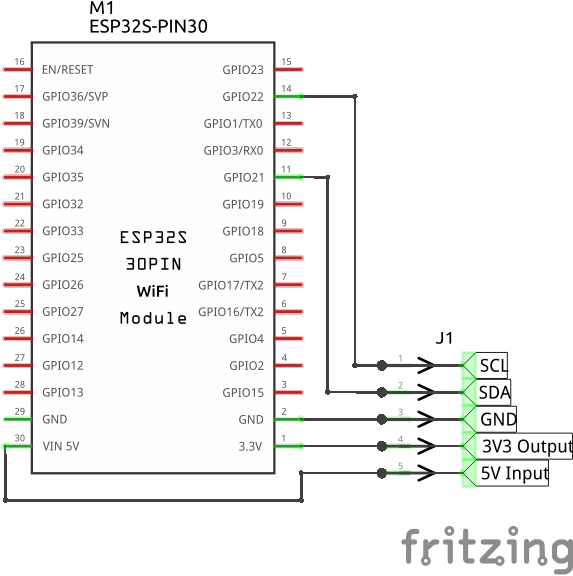 M1
ESP32S-PIN30
16 EN/RESET GPIO23 15
17 GPIO36/SVP GPIO22 14
18 GPIO39/SVN GPIO1/TX0 13
19 GPIO34 GPIO3/RX0 12
20 GPIO35 GPIO21 11
21 GPIO32 GPIO19 10
22 GPIO33 GPIO18 9
23 GPIO25 GPIO5 8
24 GPIO26 GPIO17/TX2 7
25 GPIO27 GPIO16/TX2 6
26 GPIO14 GPIO4 5
27 GPIO12 GPIO2 4
28 GPIO13 GPIO15 3
29 GND GND 2
30 VIN 5V 3.3V 1
ESP32S
30PIN
WiFi
Module
J1
1 SCL
2 SDA
3 GND
4 3V3 Output
5 5V Input
fritzing